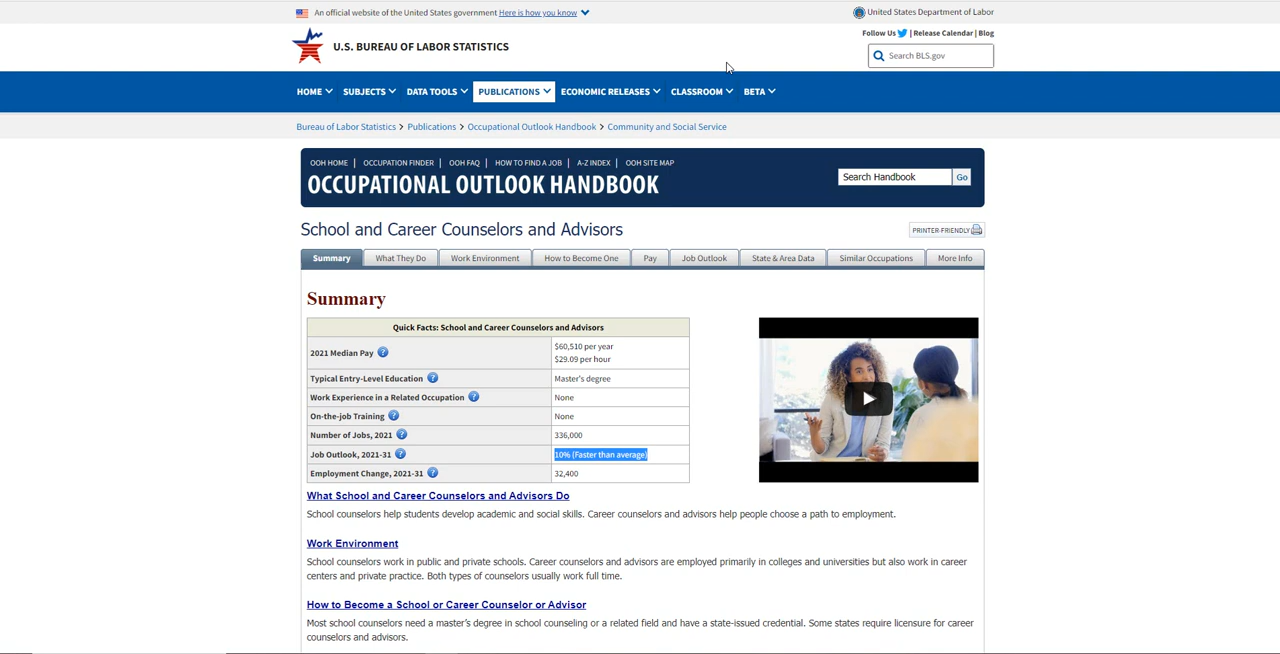 An official website of the United States government Here is how you know
United States Department of Labor
Follow Us | Release Calendar | Blog
U.S. BUREAU OF LABOR STATISTICS
Search BLS.gov
HOME SUBJECTS DATA TOOLS PUBLICATIONS ECONOMIC RELEASES CLASSROOM BETA
Bureau of Labor Statistics > Publications > Occupational Outlook Handbook > Community and Social Service
OOH HOME | OCCUPATION FINDER | OOH FAQ | HOW TO FIND A JOB | A-Z INDEX | OOH SITE MAP
OCCUPATIONAL OUTLOOK HANDBOOK
Search Handbook Go
School and Career Counselors and Advisors
PRINTER-FRIENDLY
Summary What They Do Work Environment How to Become One Pay Job Outlook State & Area Data Similar Occupations More Info
Summary
Quick Facts: School and Career Counselors and Advisors
2021 Median Pay ? $60,510 per year
$29.09 per hour
Typical Entry-Level Education ? Master's degree
Work Experience in a Related Occupation ? None
On-the-job Training ? None
Number of Jobs, 2021 ? 336,000
Job Outlook, 2021-31 ? 10% (Faster than average)
Employment Change, 2021-31 ? 32,400
What School and Career Counselors and Advisors Do
School counselors help students develop academic and social skills. Career counselors and advisors help people choose a path to employment.
Work Environment
School counselors work in public and private schools. Career counselors and advisors are employed primarily in colleges and universities but also work in career
centers and private practice. Both types of counselors usually work full time.
How to Become a School or Career Counselor or Advisor
Most school counselors need a master's degree in school counseling or a related field and have a state-issued credential. Some states require licensure for career
counselors and advisors.